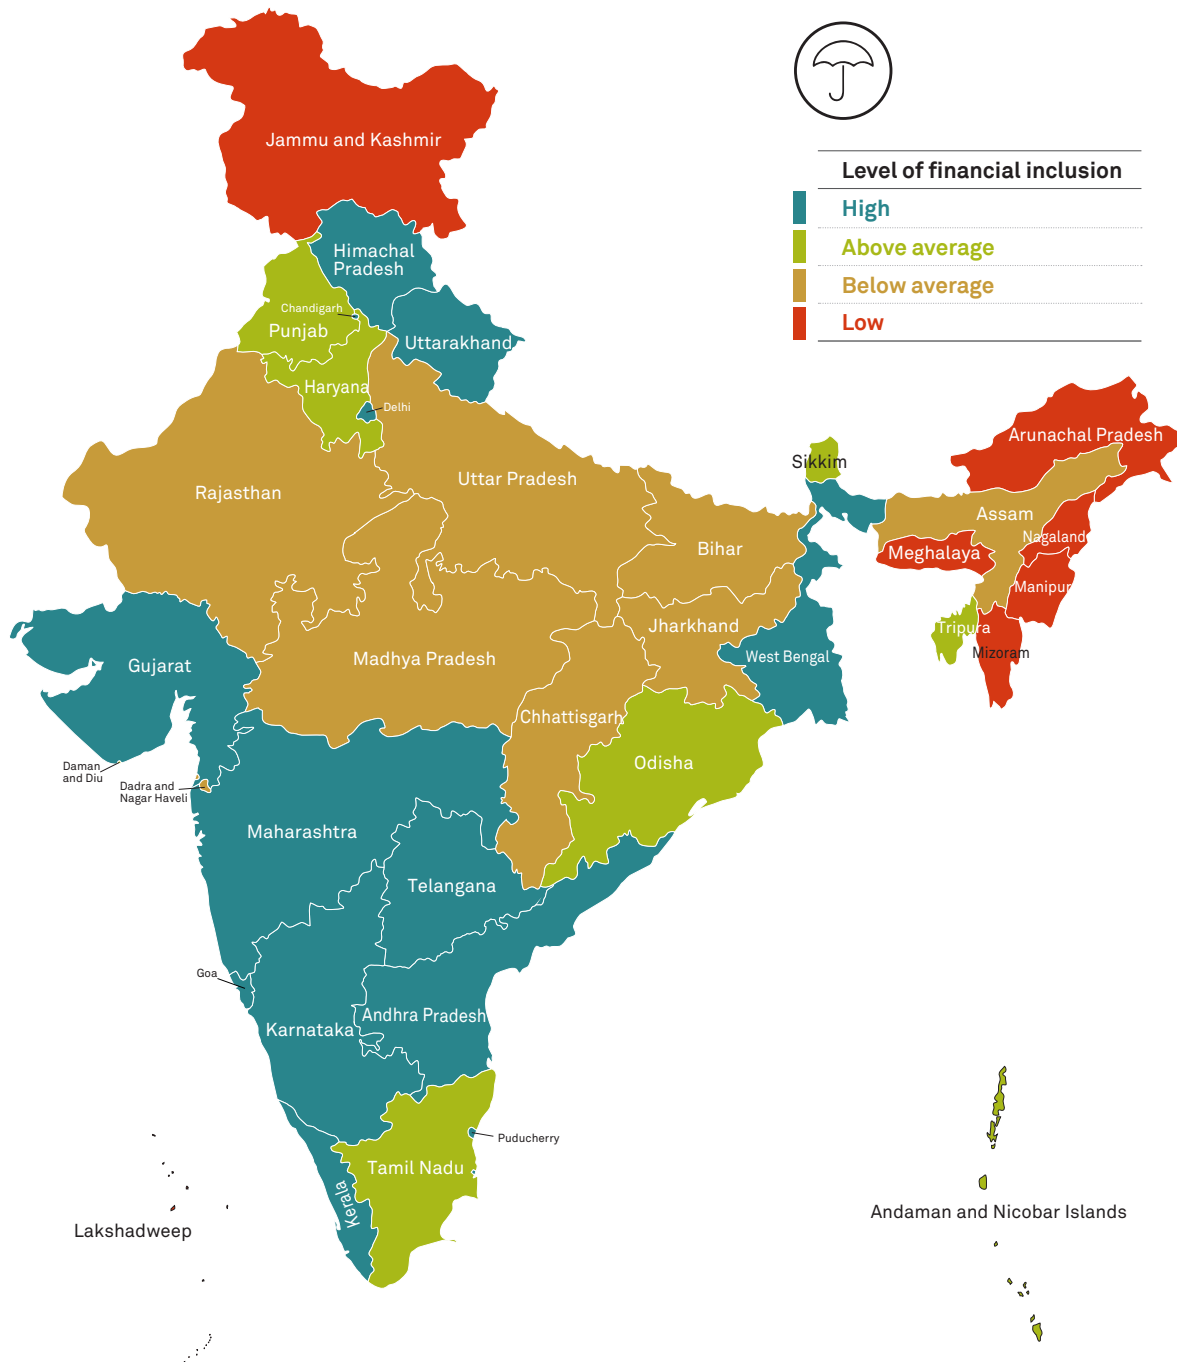 Jammu and Kashmir
Level of financial inclusion
High
Above average
Below average
Low
Himachal
Pradesh
Chandigarh
Punjab
Uttarakhand
Haryana
Delhi
Arunachal Pradesh
Sikkim
Uttar Pradesh
Rajasthan
Assam
Nagaland
Bihar
Meghalaya
Manipur
Jharkhand
Tripura
Mizoram
West Bengal
Madhya Pradesh
Gujarat
Chhattisgarh
Odisha
Daman
and Diu
Dadra and
Nagar Haveli
Maharashtra
Telangana
Goa
Andhra Pradesh
Karnataka
Puducherry
Tamil Nadu
Kerala
Lakshadweep
Andaman and Nicobar Islands